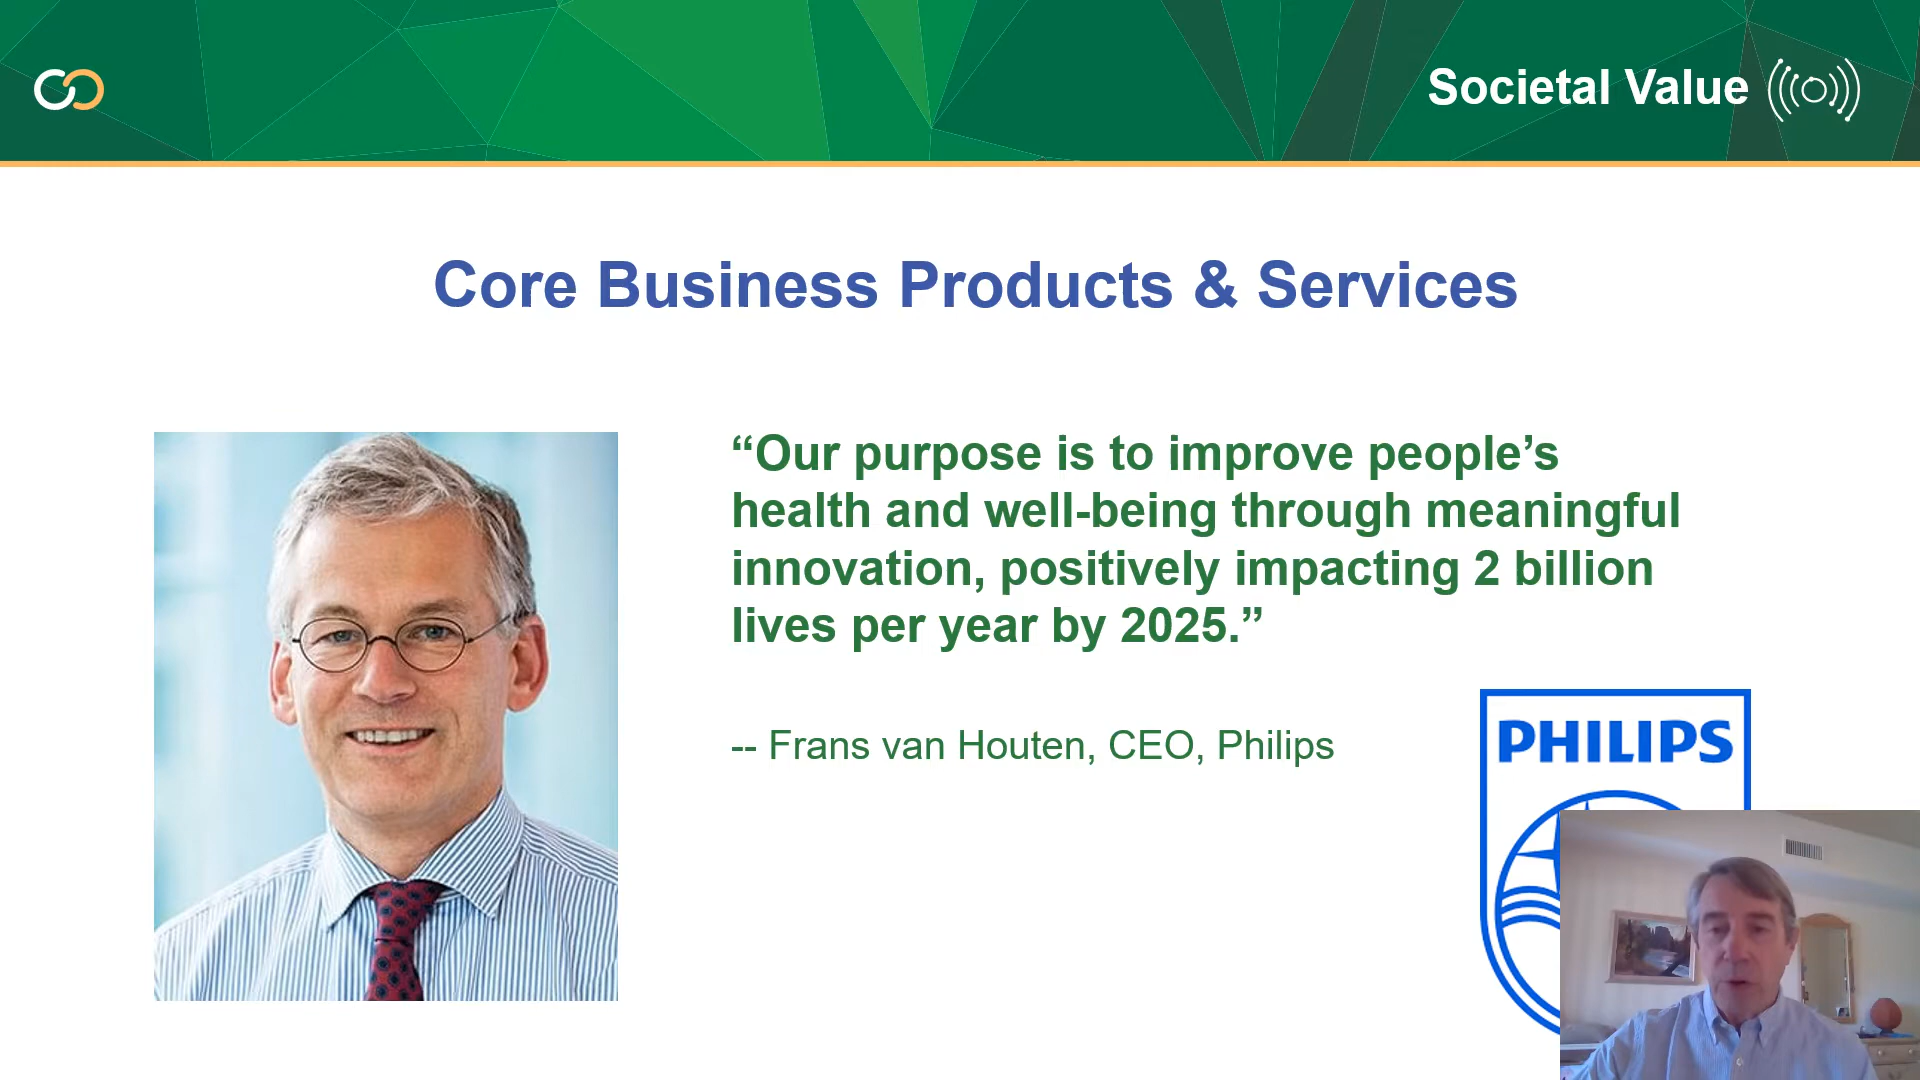 Societal Value
Core Business Products & Services
“Our purpose is to improve people’s
health and well-being through meaningful
innovation, positively impacting 2 billion
lives per year by 2025.”
-- Frans van Houten, CEO, Philips
PHILIPS